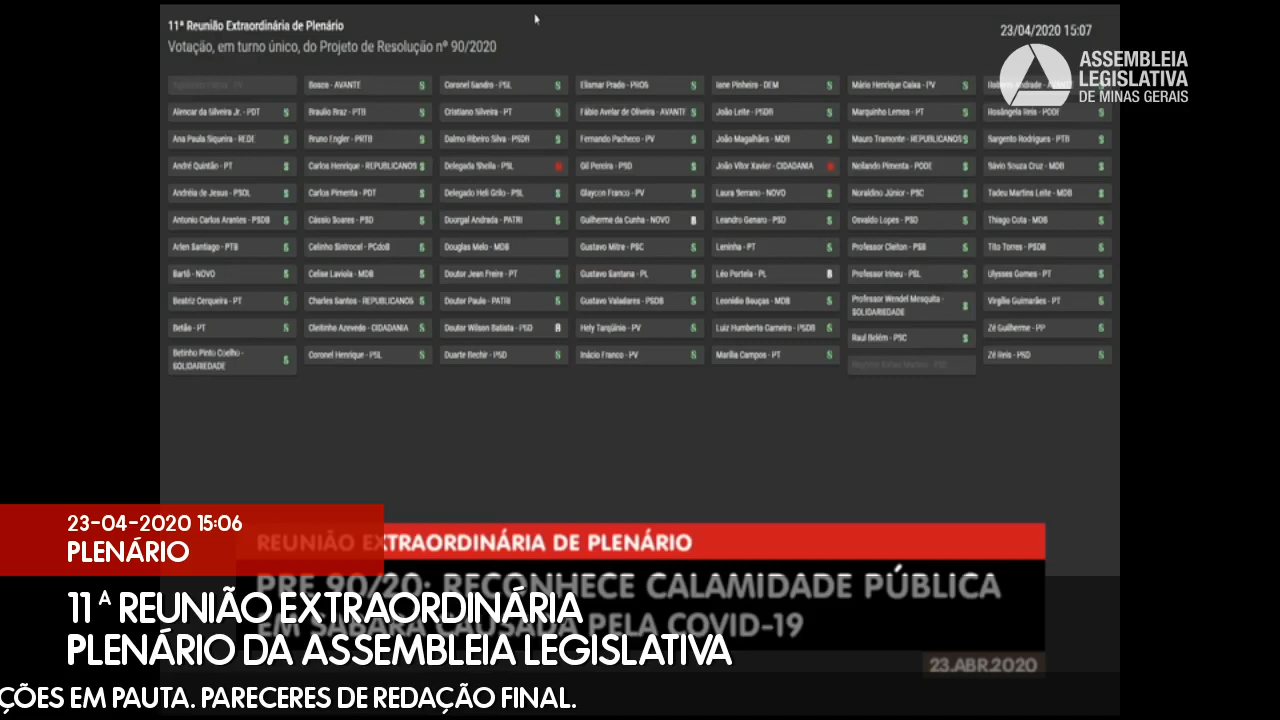 11ª Reunião Extraordinária de Plenário
Votação, em turno único, do Projeto de Resolução nº 90/2020
23/04/2020 15:07
ASSEMBLEIA
LEGISLATIVA
DE MINAS GERAIS
Alencar da Silveira Jr. - PDT S
Ana Paula Siqueira - REDE S
André Quintão - PT S
Andréia de Jesus - PSOL S
Antonio Carlos Arantes - PSDB S
Arlen Santiago - PTB S
Bartô - NOVO S
Beatriz Cerqueira - PT S
Betão - PT S
Betinho Pinto Coelho -
SOLIDARIEDADE S
Bosco - AVANTE S
Braulio Braz - PTB S
Bruno Engler - PRTB S
Carlos Henrique - REPUBLICANOS S
Carlos Pimenta - PDT S
Cássio Soares - PSD S
Celinho Sintrocel - PCdoB S
Celise Laviola - MDB S
Charles Santos - REPUBLICANOS S
Cleitinho Azevedo - CIDADANIA S
Coronel Henrique - PSL S
Coronel Sandro - PSL S
Cristiano Silveira - PT S
Dalmo Ribeiro Silva - PSDB S
Delegada Sheila - PSL
Delegado Heli Grilo - PSL S
Doorgal Andrada - PATRI S
Douglas Melo - MDB
Doutor Jean Freire - PT S
Doutor Paulo - PATRI S
Doutor Wilson Batista - PSD
Duarte Bechir - PSD S
Elismar Prado - PROS S
Fábio Avelar de Oliveira - AVANTE S
Fernando Pacheco - PV S
Gil Pereira - PSD S
Glaycon Franco - PV S
Guilherme da Cunha - NOVO
Gustavo Mitre - PSC S
Gustavo Santana - PL S
Gustavo Valadares - PSDB S
Hely Tarqüínio - PV S
Inácio Franco - PV S
Ione Pinheiro - DEM S
João Leite - PSDB S
João Magalhães - MDB S
João Vítor Xavier - CIDADANIA
Laura Serrano - NOVO S
Leandro Genaro - PSD S
Leninha - PT S
Léo Portela - PL
Leonídio Bouças - MDB S
Luiz Humberto Carneiro - PSDB S
Marília Campos - PT S
Mário Henrique Caixa - PV S
Marquinho Lemos - PT S
Mauro Tramonte - REPUBLICANOS S
Neilando Pimenta - PODE S
Noraldino Júnior - PSC S
Osvaldo Lopes - PSD S
Professor Cleiton - PSB S
Professor Irineu - PSL S
Professor Wendel Mesquita -
SOLIDARIEDADE S
Raul Belém - PSC S
Rosângela Reis - PODE S
Sargento Rodrigues - PTB S
Sávio Souza Cruz - MDB S
Tadeu Martins Leite - MDB S
Thiago Cota - MDB S
Tito Torres - PSDB S
Ulysses Gomes - PT S
Virgílio Guimarães - PT S
Zé Guilherme - PP S
Zé Reis - PSD S
REUNIÃO EXTRAORDINÁRIA DE PLENÁRIO
PRE 90/20: RECONHECE CALAMIDADE PÚBLICA
EM SABARÁ CAUSADA PELA COVID-19
23.ABR.2020
23-04-2020 15:06
PLENÁRIO
11ª REUNIÃO EXTRAORDINÁRIA
PLENÁRIO DA ASSEMBLEIA LEGISLATIVA
ÇÕES EM PAUTA. PARECERES DE REDAÇÃO FINAL.